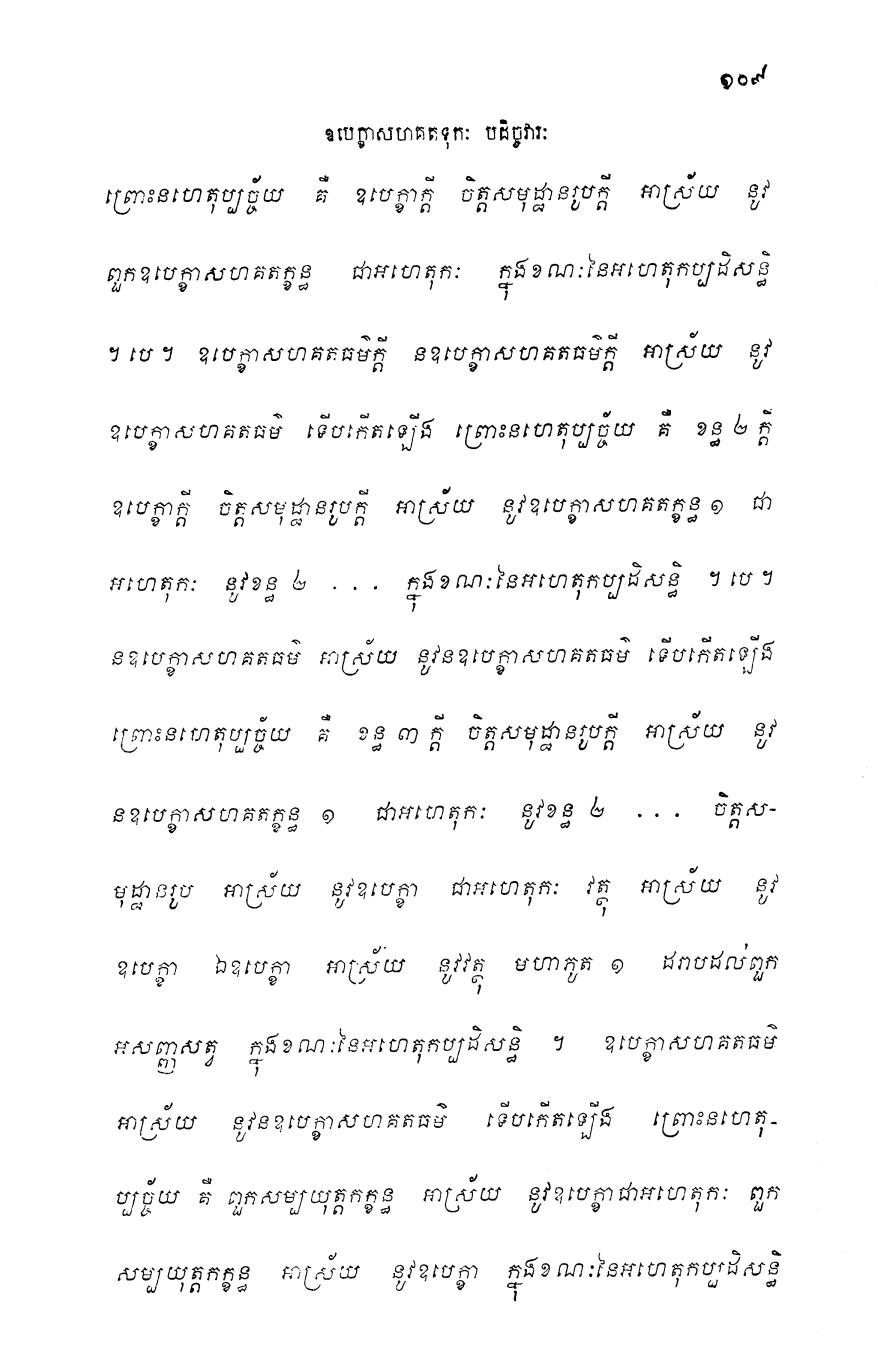 ១០៩
ឧបេក្ខាសហគតទុកៈ បដិច្ចវារៈ
ព្រោះនហេតុប្បច្ច័យ គឺ ឧបេក្ខាក្តី ចិត្តសមុដ្ឋានរូបក្តី អាស្រ័យ នូវ
ពួកឧបេក្ខាសហគតក្ខន្ធ ជាអហេតុកៈ ក្នុងខណៈនៃអហេតុកប្បដិសន្ធិ
។ បេ ។ ឧបេក្ខាសហគតធម៌ក្តី នឧបេក្ខាសហគតធម៌ក្តី អាស្រ័យ នូវ
ឧបេក្ខាសហគតធម៌ ទើបកើតឡើង ព្រោះនហេតុប្បច្ច័យ គឺ ខន្ធ ២ ក្តី
ឧបេក្ខាក្តី ចិត្តសមុដ្ឋានរូបក្តី អាស្រ័យ នូវឧបេក្ខាសហគតក្ខន្ធ ១ ជា
អហេតុកៈ នូវខន្ធ ២ . . . ក្នុងខណៈនៃអហេតុកប្បដិសន្ធិ ។ បេ ។
នឧបេក្ខាសហគតធម៌ អាស្រ័យ នូវនឧបេក្ខាសហគតធម៌ ទើបកើតឡើង
ព្រោះនហេតុប្បច្ច័យ គឺ ខន្ធ ៣ ក្តី ចិត្តសមុដ្ឋានរូបក្តី អាស្រ័យ នូវ
នឧបេក្ខាសហគតក្ខន្ធ ១ ជាអហេតុកៈ នូវខន្ធ ២ . . . ចិត្តស-
មុដ្ឋានរូប អាស្រ័យ នូវឧបេក្ខា ជាអហេតុកៈ វត្ថុ អាស្រ័យ នូវ
ឧបេក្ខា ឯឧបេក្ខា អាស្រ័យ នូវវត្ថុ មហាភូត ១ ដរាបដល់ពួក
អសញ្ញសត្វ ក្នុងខណៈនៃអហេតុកប្បដិសន្ធិ ។ ឧបេក្ខាសហគតធម៌
អាស្រ័យ នូវនឧបេក្ខាសហគតធម៌ ទើបកើតឡើង ព្រោះនហេតុ-
ប្បច្ច័យ គឺ ពួកសម្បយុត្តកក្ខន្ធ អាស្រ័យ នូវឧបេក្ខាជាអហេតុកៈ ពួក
សម្បយុត្តកក្ខន្ធ អាស្រ័យ នូវឧបេក្ខា ក្នុងខណៈនៃអហេតុកប្បដិសន្ធិ